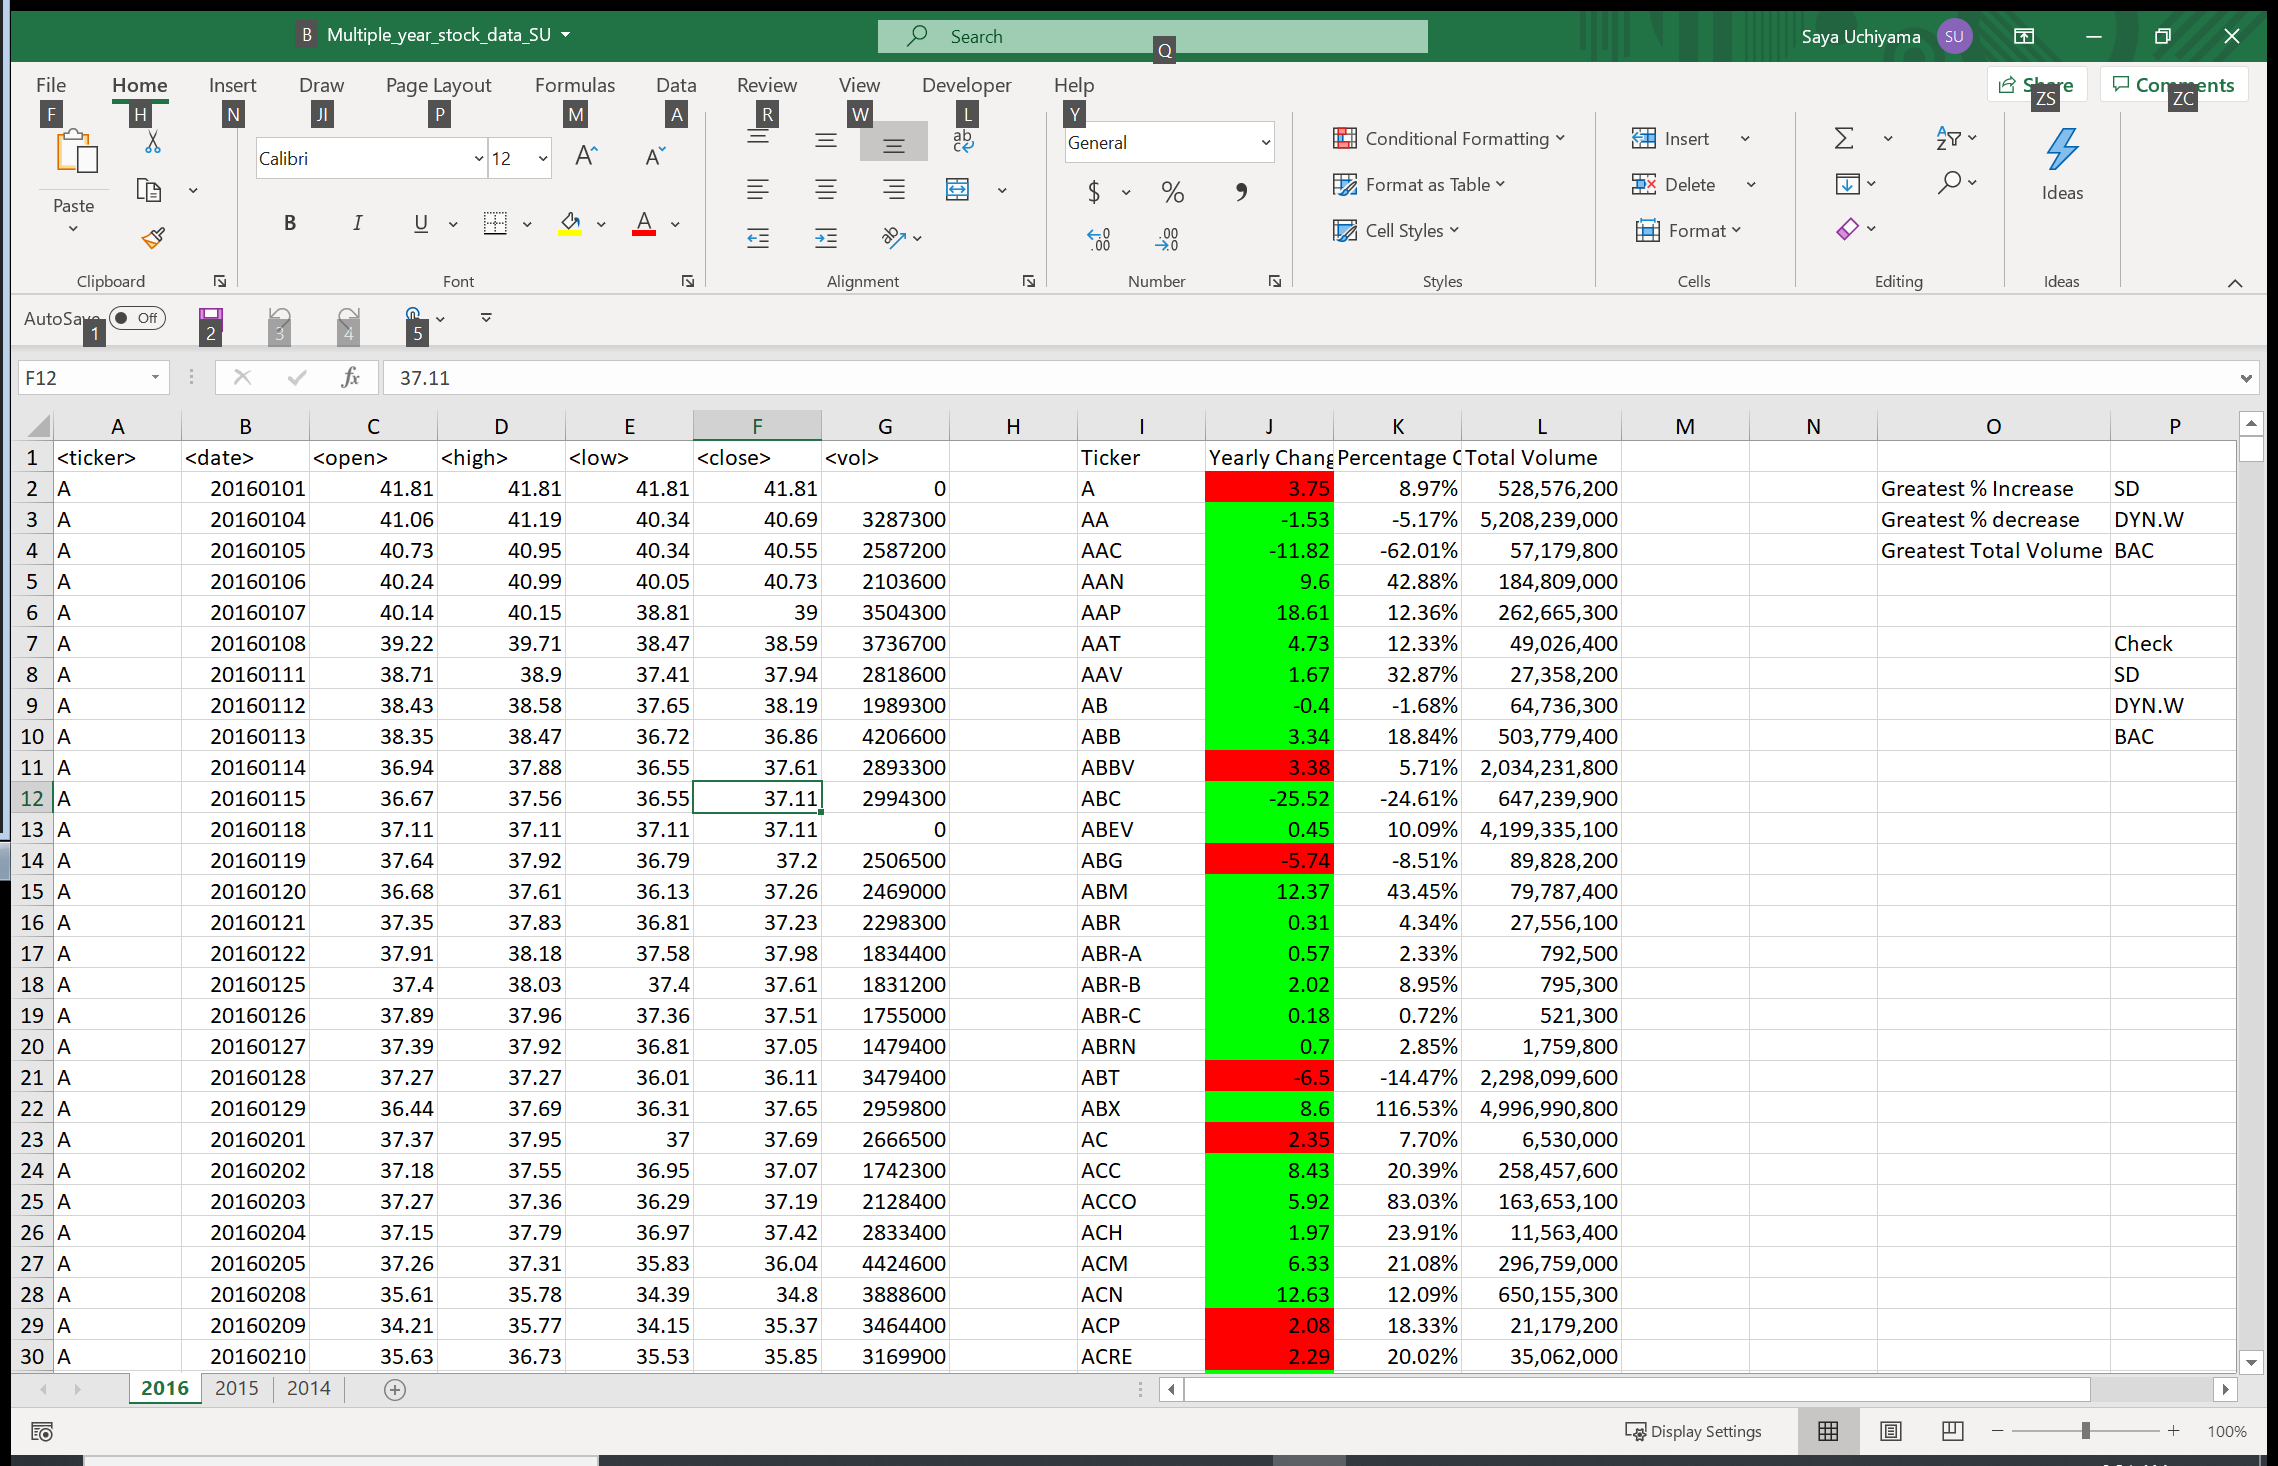 B Multiple_year_stock_data_SU
Search
Q
Saya Uchiyama SU
File Home Insert Draw Page Layout Formulas Data Review View Developer Help
Share Comments
F H N JI P M A R W L Y ZS ZC
Paste
Calibri 12
B I U
General
$ % ,
Conditional Formatting
Format as Table
Cell Styles
Insert
Delete
Format
Ideas
Clipboard Font Alignment Number Styles Cells Editing Ideas
AutoSave Off
1 2 3 4 5
F12 fx 37.11
A B C D E F G H I J K L M N O P
1 <ticker> <date> <open> <high> <low> <close> <vol> Ticker Yearly Chang Percentage C Total Volume
2 A 20160101 41.81 41.81 41.81 41.81 0 A 3.75 8.97% 528,576,200 Greatest % Increase SD
3 A 20160104 41.06 41.19 40.34 40.69 3287300 AA -1.53 -5.17% 5,208,239,000 Greatest % decrease DYN.W
4 A 20160105 40.73 40.95 40.34 40.55 2587200 AAC -11.82 -62.01% 57,179,800 Greatest Total Volume BAC
5 A 20160106 40.24 40.99 40.05 40.73 2103600 AAN 9.6 42.88% 184,809,000
6 A 20160107 40.14 40.15 38.81 39 3504300 AAP 18.61 12.36% 262,665,300
7 A 20160108 39.22 39.71 38.47 38.59 3736700 AAT 4.73 12.33% 49,026,400 Check
8 A 20160111 38.71 38.9 37.41 37.94 2818600 AAV 1.67 32.87% 27,358,200 SD
9 A 20160112 38.43 38.58 37.65 38.19 1989300 AB -0.4 -1.68% 64,736,300 DYN.W
10 A 20160113 38.35 38.47 36.72 36.86 4206600 ABB 3.34 18.84% 503,779,400 BAC
11 A 20160114 36.94 37.88 36.55 37.61 2893300 ABBV 3.38 5.71% 2,034,231,800
12 A 20160115 36.67 37.56 36.55 37.11 2994300 ABC -25.52 -24.61% 647,239,900
13 A 20160118 37.11 37.11 37.11 37.11 0 ABEV 0.45 10.09% 4,199,335,100
14 A 20160119 37.64 37.92 36.79 37.2 2506500 ABG -5.74 -8.51% 89,828,200
15 A 20160120 36.68 37.61 36.13 37.26 2469000 ABM 12.37 43.45% 79,787,400
16 A 20160121 37.35 37.83 36.81 37.23 2298300 ABR 0.31 4.34% 27,556,100
17 A 20160122 37.91 38.18 37.58 37.98 1834400 ABR-A 0.57 2.33% 792,500
18 A 20160125 37.4 38.03 37.4 37.61 1831200 ABR-B 2.02 8.95% 795,300
19 A 20160126 37.89 37.96 37.36 37.51 1755000 ABR-C 0.18 0.72% 521,300
20 A 20160127 37.39 37.92 36.81 37.05 1479400 ABRN 0.7 2.85% 1,759,800
21 A 20160128 37.27 37.27 36.01 36.11 3479400 ABT -6.5 -14.47% 2,298,099,600
22 A 20160129 36.44 37.69 36.31 37.65 2959800 ABX 8.6 116.53% 4,996,990,800
23 A 20160201 37.37 37.95 37 37.69 2666500 AC 2.35 7.70% 6,530,000
24 A 20160202 37.18 37.55 36.95 37.07 1742300 ACC 8.43 20.39% 258,457,600
25 A 20160203 37.27 37.36 36.29 37.19 2128400 ACCO 5.92 83.03% 163,653,100
26 A 20160204 37.15 37.79 36.97 37.42 2833400 ACH 1.97 23.91% 11,563,400
27 A 20160205 37.26 37.31 35.83 36.04 4424600 ACM 6.33 21.08% 296,759,000
28 A 20160208 35.61 35.78 34.39 34.8 3888600 ACN 12.63 12.09% 650,155,300
29 A 20160209 34.21 35.77 34.15 35.37 3464400 ACP 2.08 18.33% 21,179,200
30 A 20160210 35.63 36.73 35.53 35.85 3169900 ACRE 2.29 20.02% 35,062,000
2016 2015 2014
Display Settings 100%